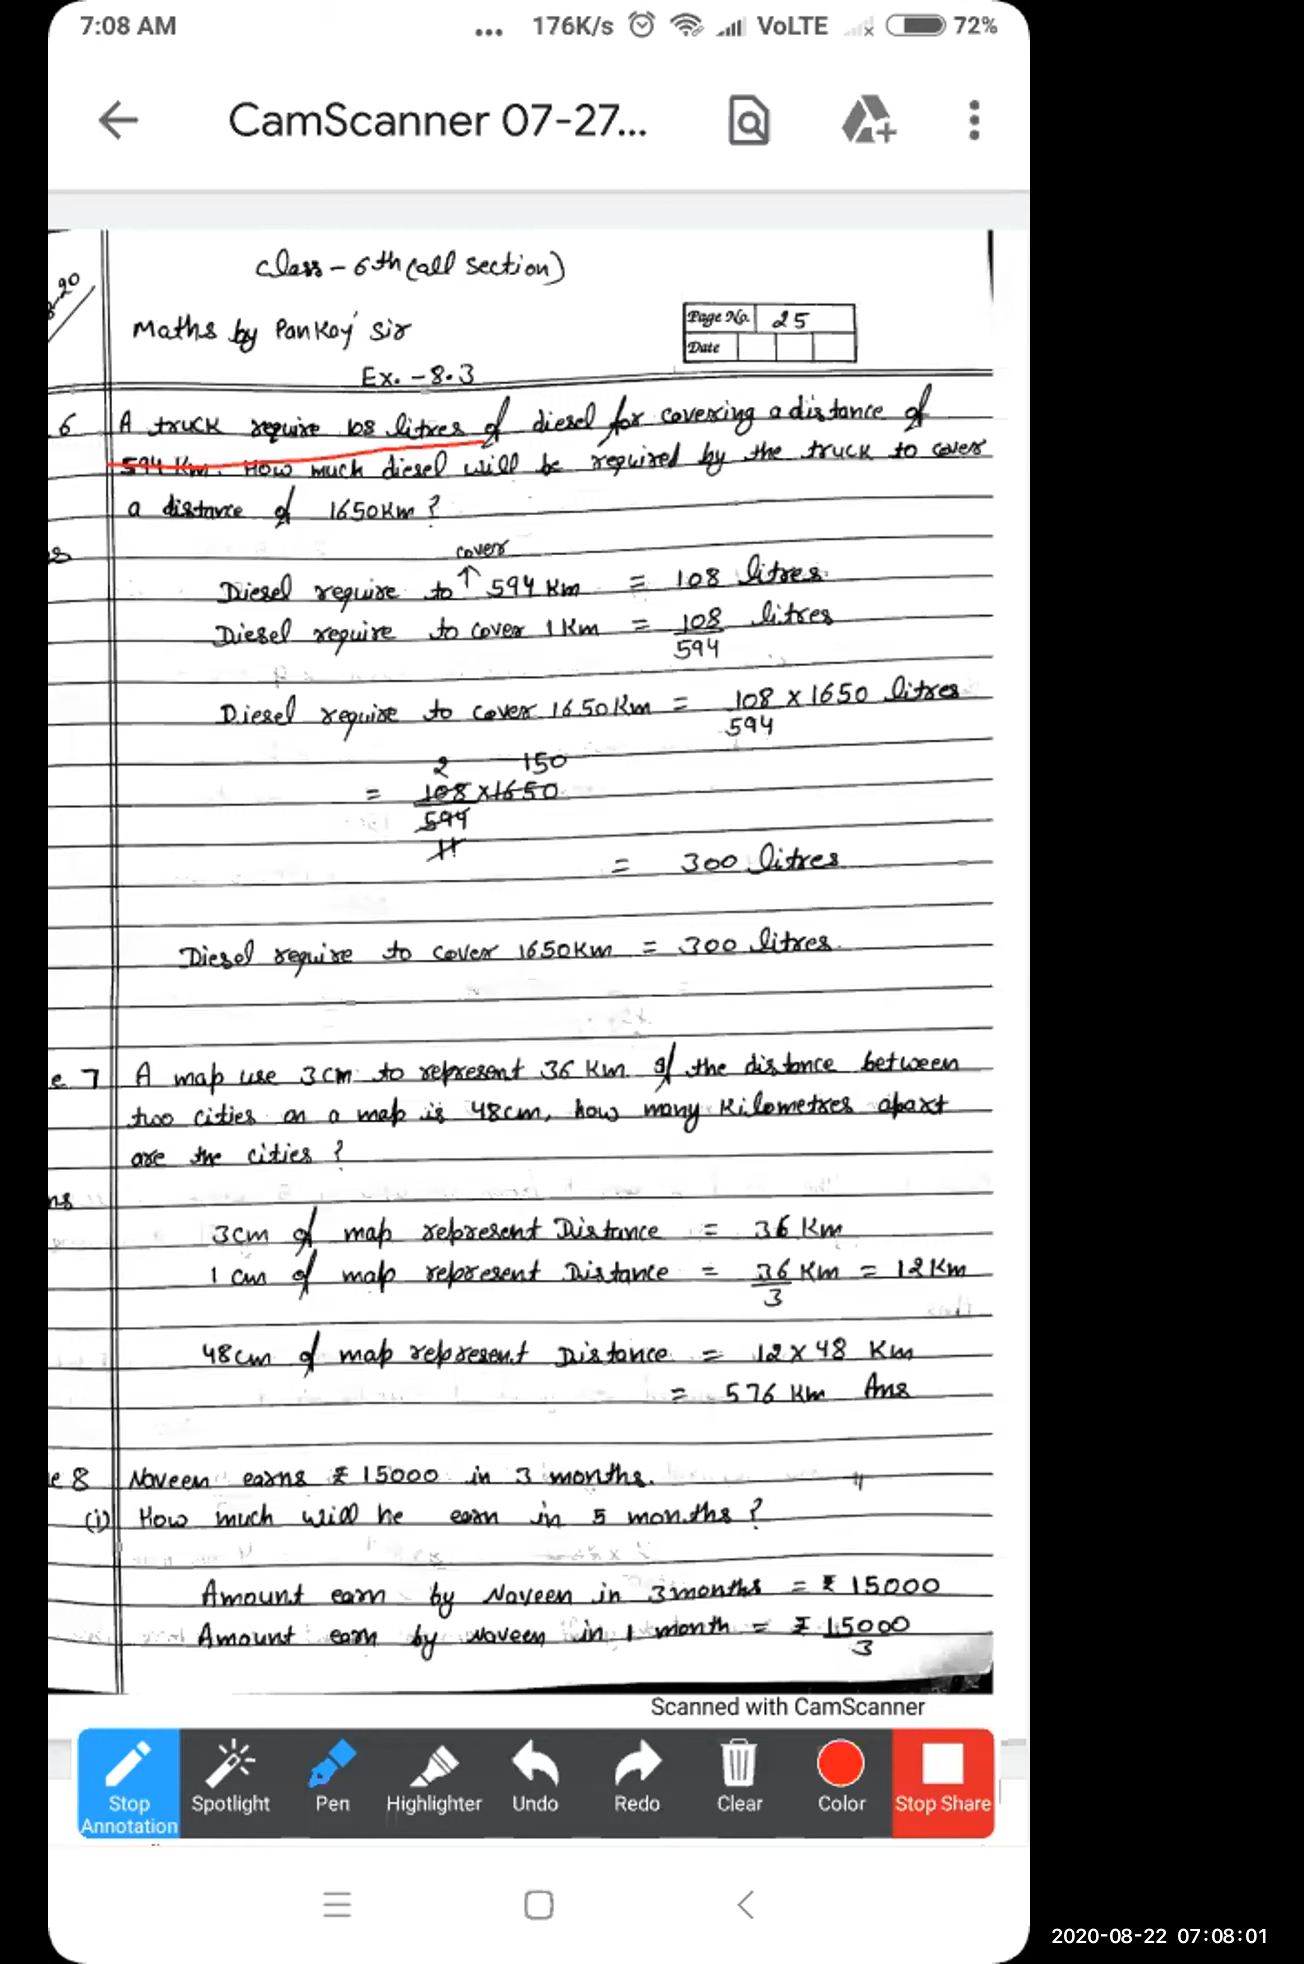 7:08 AM ... 176K/s VoLTE 72%
CamScanner 07-27...
Class - 6th (all section)
Maths by Pankaj Sir
Page No. 25
Date
Ex. - 8.3
6 A truck require 108 litres of diesel for covering a distance of
594 Km. How much diesel will be required by the truck to cover
a distance of 1650 Km ?
cover
Diesel require to ↑ 594 Km = 108 litres
Diesel require to cover 1 Km = 108 litres
594
Diesel require to cover 1650 Km = 108 x 1650 litres
594
2 150
= 108 x 1650
594
11
= 300 litres
Diesel require to cover 1650 Km = 300 litres
e 7 A map use 3 cm to represent 36 Km of the distance between
two cities on a map is 48cm, how many Kilometres apart
are the cities ?
ns
3cm of map represent Distance = 36 Km
1 cm of map represent Distance = 36 Km = 12 Km
3
48cm of map represent Distance = 12 x 48 Km
= 576 Km Ans
e 8 Naveen earns ₹ 15000 in 3 months.
(i) How much will he earn in 5 months ?
Amount earn by Naveen in 3 months = ₹ 15000
Amount earn by Naveen in 1 month = ₹ 15000
3
Scanned with CamScanner
Stop Annotation Spotlight Pen Highlighter Undo Redo Clear Color Stop Share
2020-08-22 07:08:01